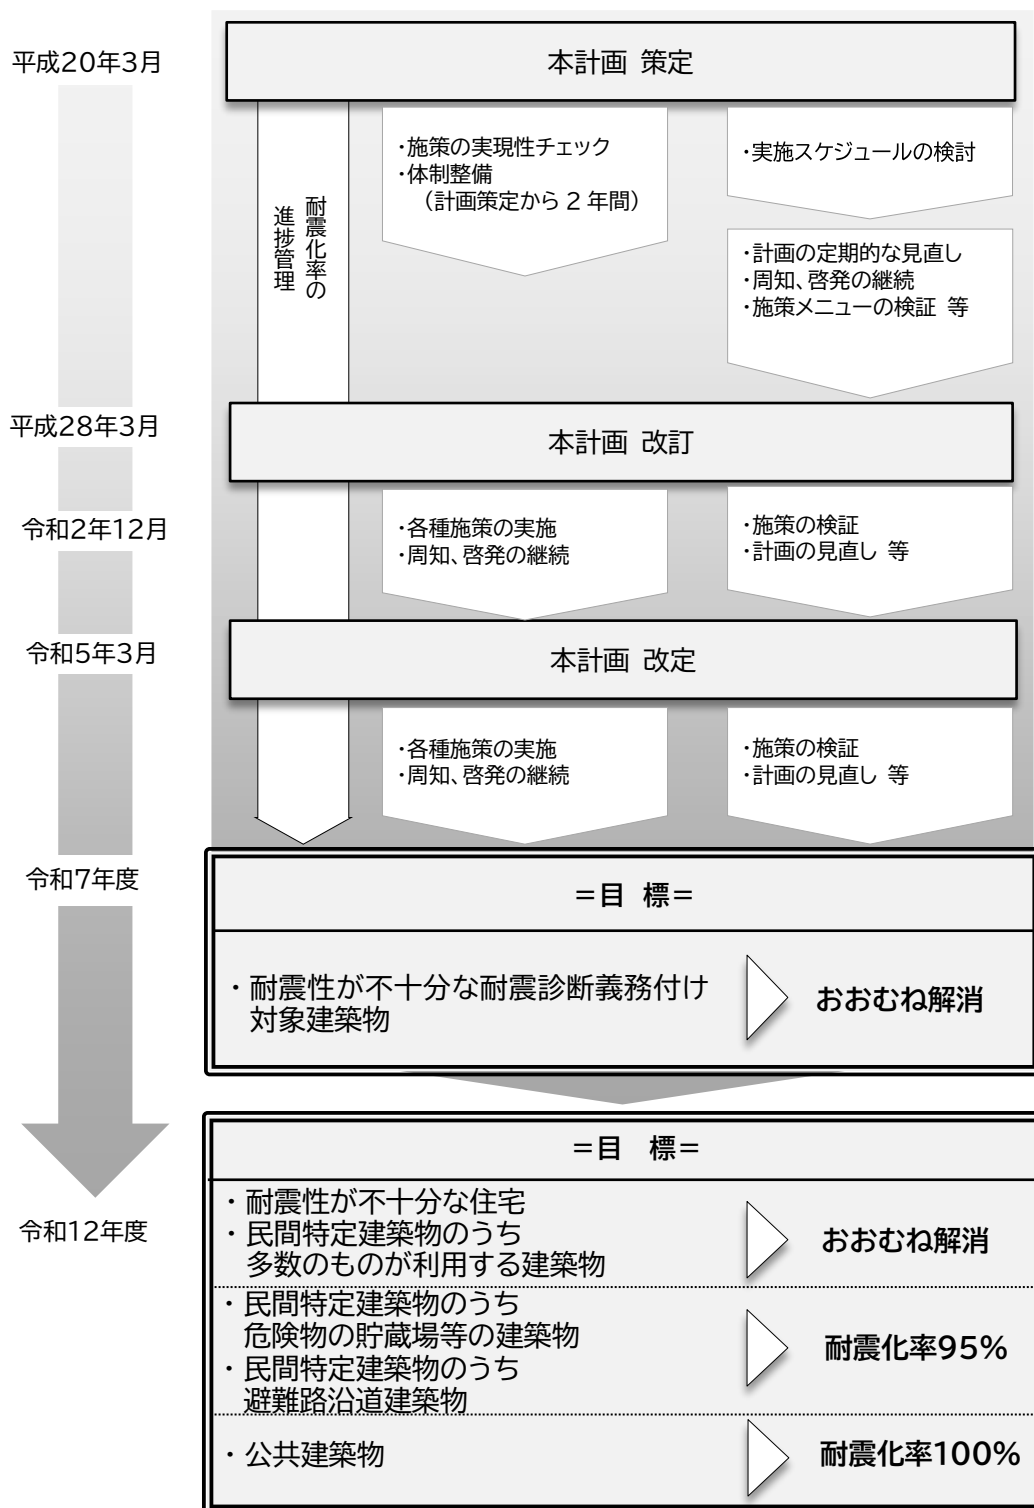 平成20年3月
本計画 策定
・施策の実現性チェック
・体制整備
（計画策定から 2 年間）
・実施スケジュールの検討
耐震化率の
進捗管理
・計画の定期的な見直し
・周知、啓発の継続
・施策メニューの検証 等
平成28年3月
本計画 改訂
令和2年12月
・各種施策の実施
・周知、啓発の継続
・施策の検証
・計画の見直し 等
令和5年3月
本計画 改定
・各種施策の実施
・周知、啓発の継続
・施策の検証
・計画の見直し 等
令和7年度
＝目 標＝
・耐震性が不十分な耐震診断義務付け
対象建築物
おおむね解消
令和12年度
＝目 標＝
・耐震性が不十分な住宅
・民間特定建築物のうち
多数のものが利用する建築物
おおむね解消
・民間特定建築物のうち
危険物の貯蔵場等の建築物
・民間特定建築物のうち
避難路沿道建築物
耐震化率95%
・公共建築物
耐震化率100%